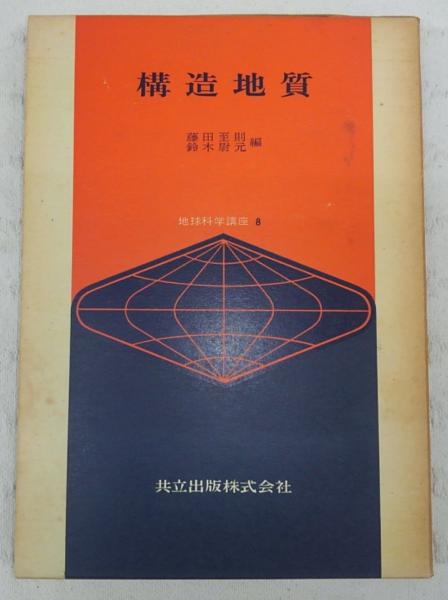 構造地質
藤田至則
鈴木尉元 編
地球科学講座 8
共立出版株式会社